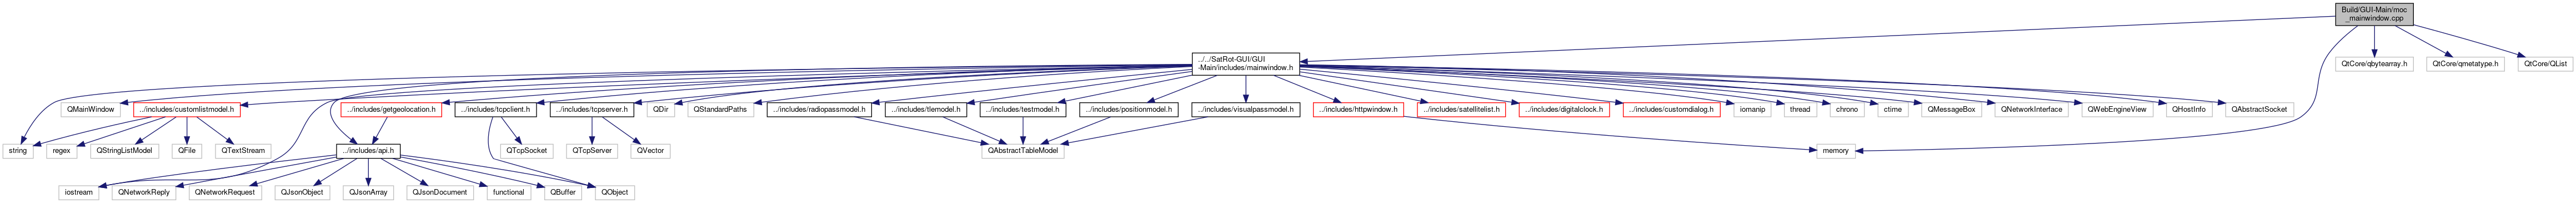 Build/GUI-Main/moc
_mainwindow.cpp
../../SatRot-GUI/GUI
-Main/includes/mainwindow.h
QtCore/qbytearray.h
QtCore/qmetatype.h
QtCore/QList
QMainWindow
../includes/customlistmodel.h
../includes/getgeolocation.h
../includes/tcpclient.h
../includes/tcpserver.h
QDir
QStandardPaths
../includes/radiopassmodel.h
../includes/tlemodel.h
../includes/testmodel.h
../includes/positionmodel.h
../includes/visualpassmodel.h
../includes/httpwindow.h
../includes/satellitelist.h
../includes/digitalclock.h
../includes/customdialog.h
iomanip
thread
chrono
ctime
QMessageBox
QNetworkInterface
QWebEngineView
QHostInfo
QAbstractSocket
string
regex
QStringListModel
QFile
QTextStream
../includes/api.h
QTcpSocket
QTcpServer
QVector
QAbstractTableModel
memory
iostream
QNetworkReply
QNetworkRequest
QJsonObject
QJsonArray
QJsonDocument
functional
QBuffer
QObject